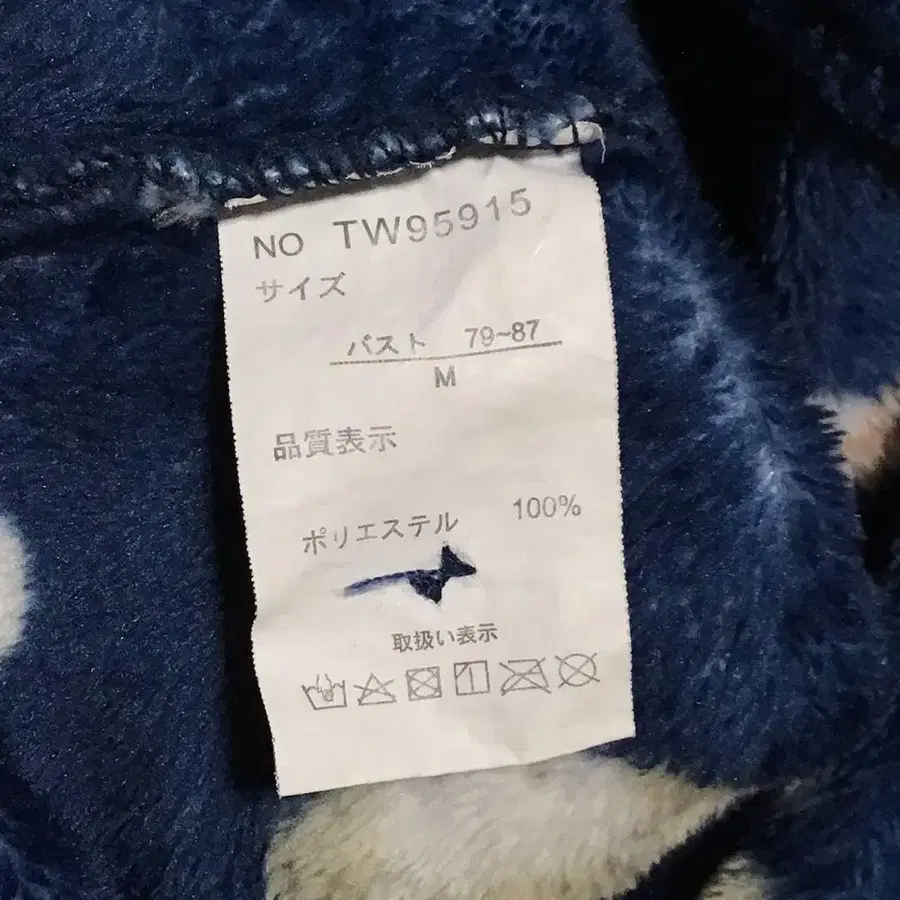 NO TW95915
サイズ
バスト 79~87
M
品質表示
ポリエステル 100%
取扱い表示